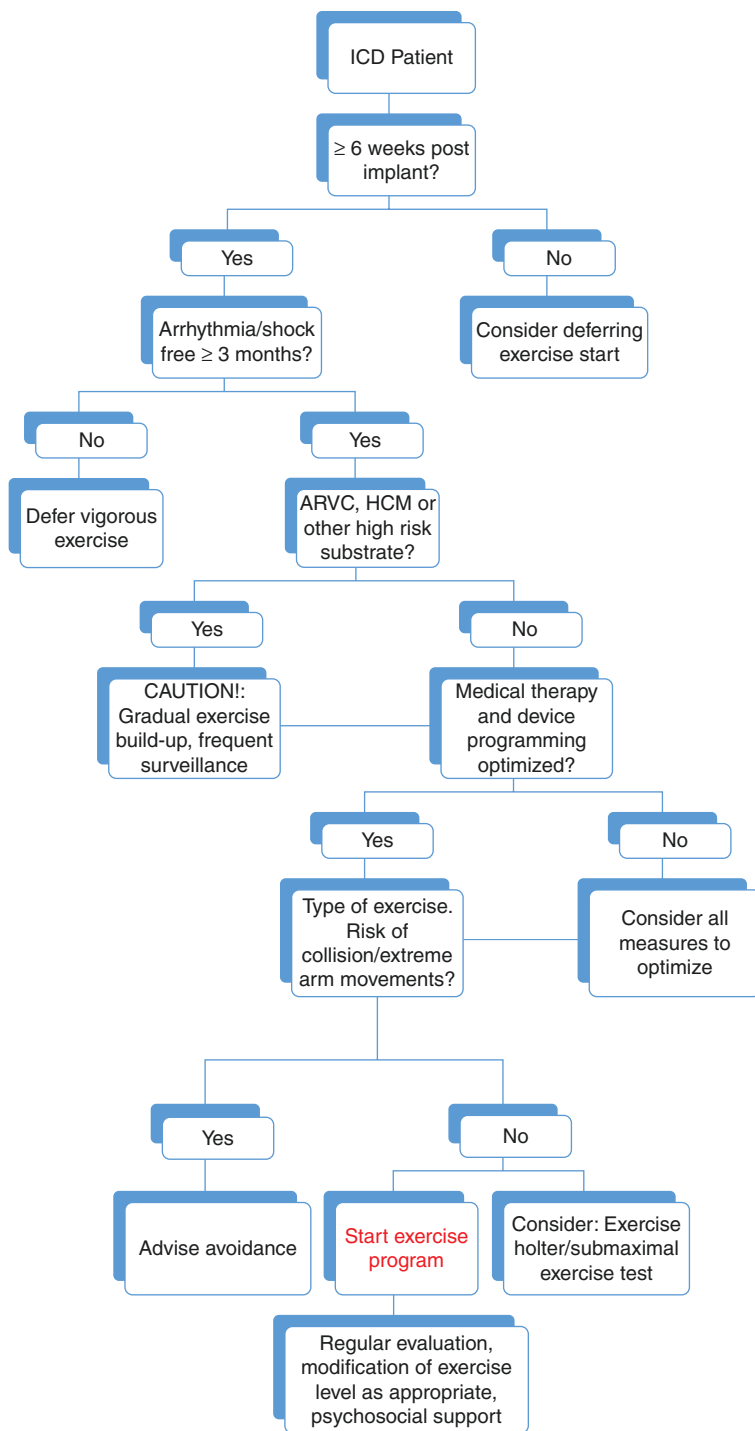 ICD Patient
≥ 6 weeks post
implant?
Yes
No
Arrhythmia/shock
free ≥ 3 months?
Consider deferring
exercise start
No
Yes
Defer vigorous
exercise
ARVC, HCM or
other high risk
substrate?
Yes
No
CAUTION!:
Gradual exercise
build-up, frequent
surveillance
Medical therapy
and device
programming
optimized?
Yes
No
Type of exercise.
Risk of
collision/extreme
arm movements?
Consider all
measures to
optimize
Yes
No
Advise avoidance
Start exercise
program
Consider: Exercise
holter/submaximal
exercise test
Regular evaluation,
modification of exercise
level as appropriate,
psychosocial support